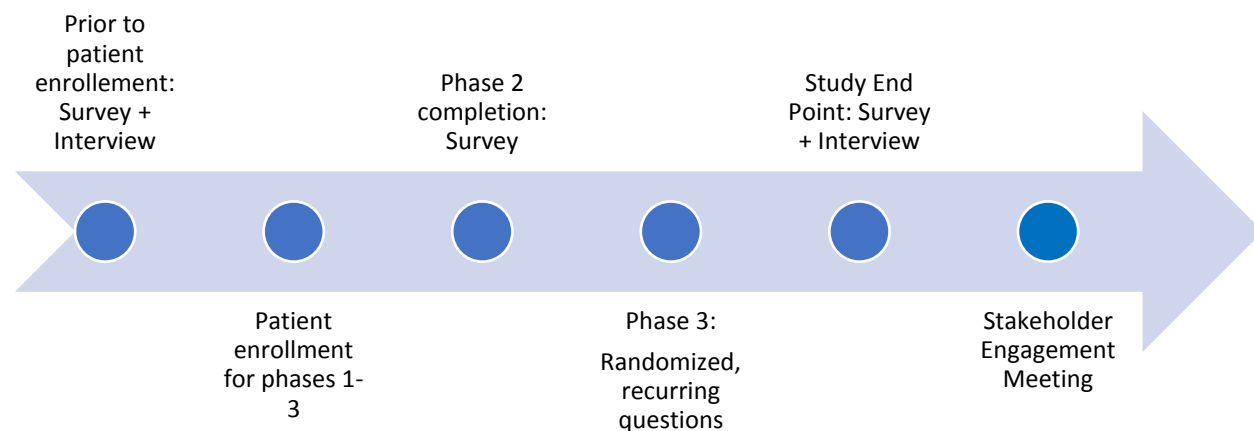 Prior to
patient
enrollement:
Survey +
Interview
Patient
enrollment
for phases 1-
3
Phase 2
completion:
Survey
Phase 3:
Randomized,
recurring
questions
Study End
Point: Survey
+ Interview
Stakeholder
Engagement
Meeting